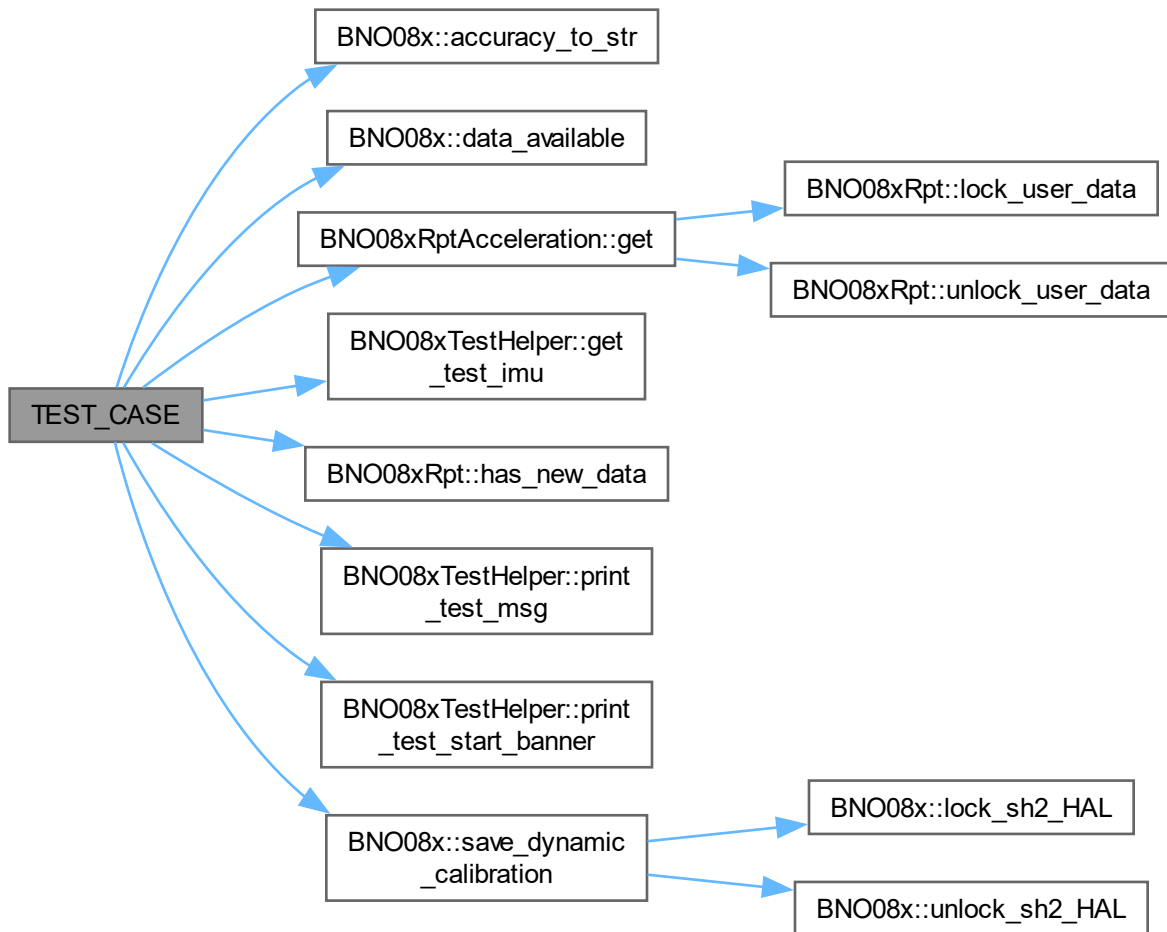 BNO08x::accuracy_to_str
BNO08x::data_available
BNO08xRpt::lock_user_data
BNO08xRptAcceleration::get
BNO08xRpt::unlock_user_data
BNO08xTestHelper::get
_test_imu
TEST_CASE
BNO08xRpt::has_new_data
BNO08xTestHelper::print
_test_msg
BNO08xTestHelper::print
_test_start_banner
BNO08x::lock_sh2_HAL
BNO08x::save_dynamic
_calibration
BNO08x::unlock_sh2_HAL